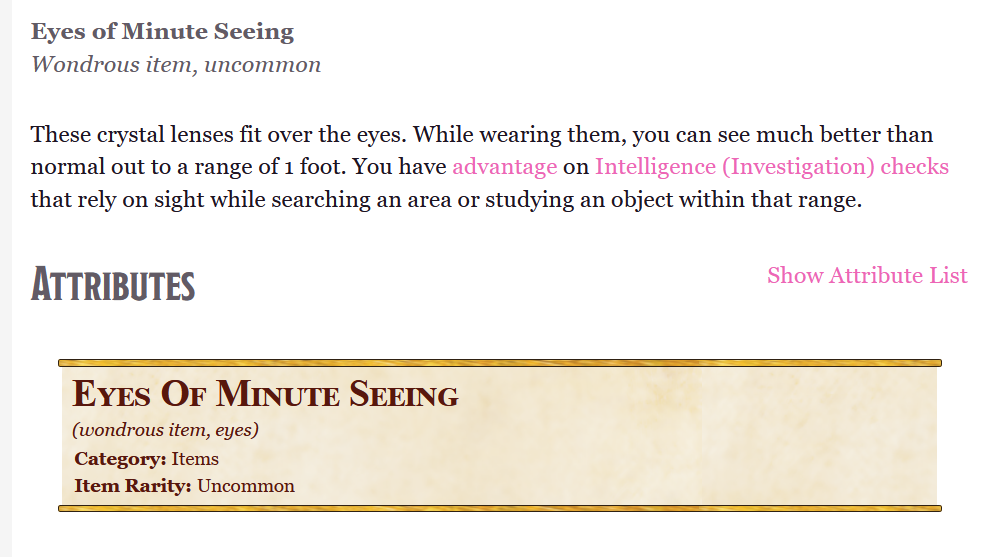 Eyes of Minute Seeing
Wondrous item, uncommon
These crystal lenses fit over the eyes. While wearing them, you can see much better than
normal out to a range of 1 foot. You have advantage on Intelligence (Investigation) checks
that rely on sight while searching an area or studying an object within that range.
Attributes
Show Attribute List
Eyes Of Minute Seeing
(wondrous item, eyes)
Category: Items
Item Rarity: Uncommon